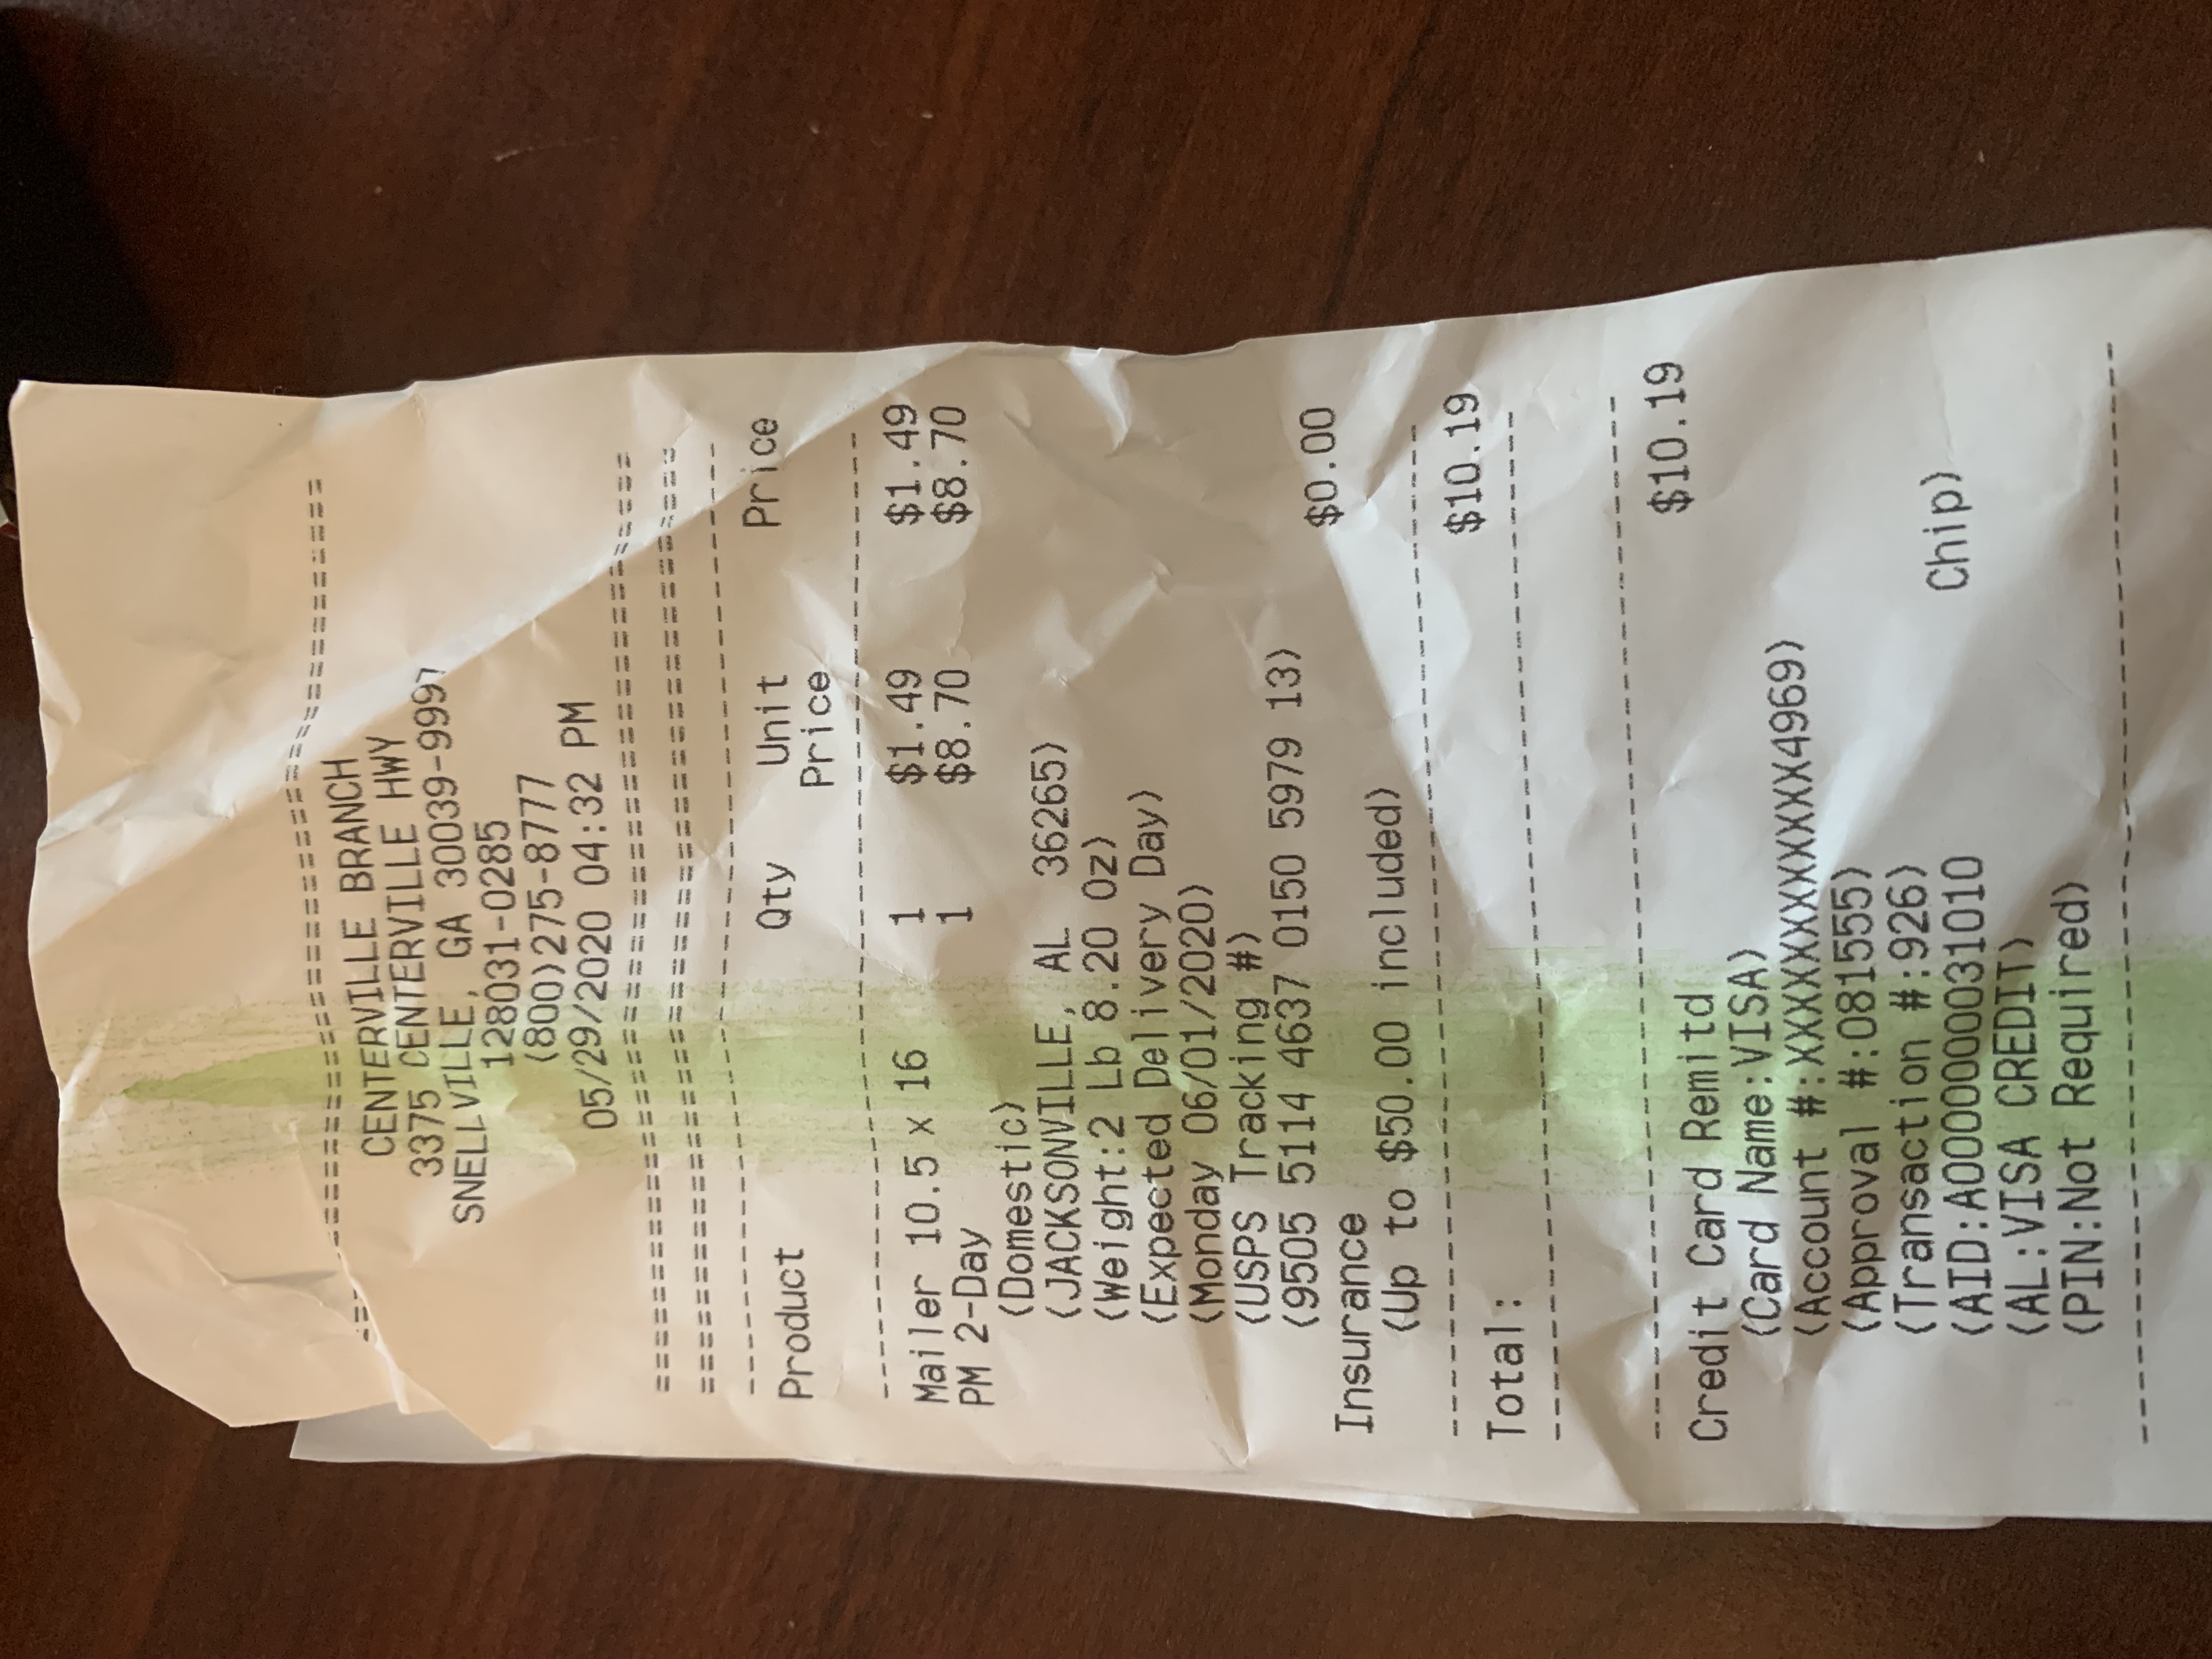 CENTERVILLE BRANCH
3375 CENTERVILLE HWY
SNELLVILLE, GA 30039-9997
128031-0285
(800)275-8777
05/29/2020 04:32 PM
Product Qty Unit Price
Price
Mailer 10.5 x 16 1 $1.49 $1.49
PM 2-Day 1 $8.70 $8.70
(Domestic)
(JACKSONVILLE, AL 36265)
(Weight:2 Lb 8.20 Oz)
(Expected Delivery Day)
(Monday 06/01/2020)
(USPS Tracking #)
(9505 5114 4637 0150 5979 13)
Insurance $0.00
(Up to $50.00 included)
Total: $10.19
Credit Card Remitd $10.19
(Card Name:VISA)
(Account #:XXXXXXXXXXXX4969)
(Approval #:081555)
(Transaction #:926)
(AID:A0000000031010 Chip)
(AL:VISA CREDIT)
(PIN:Not Required)